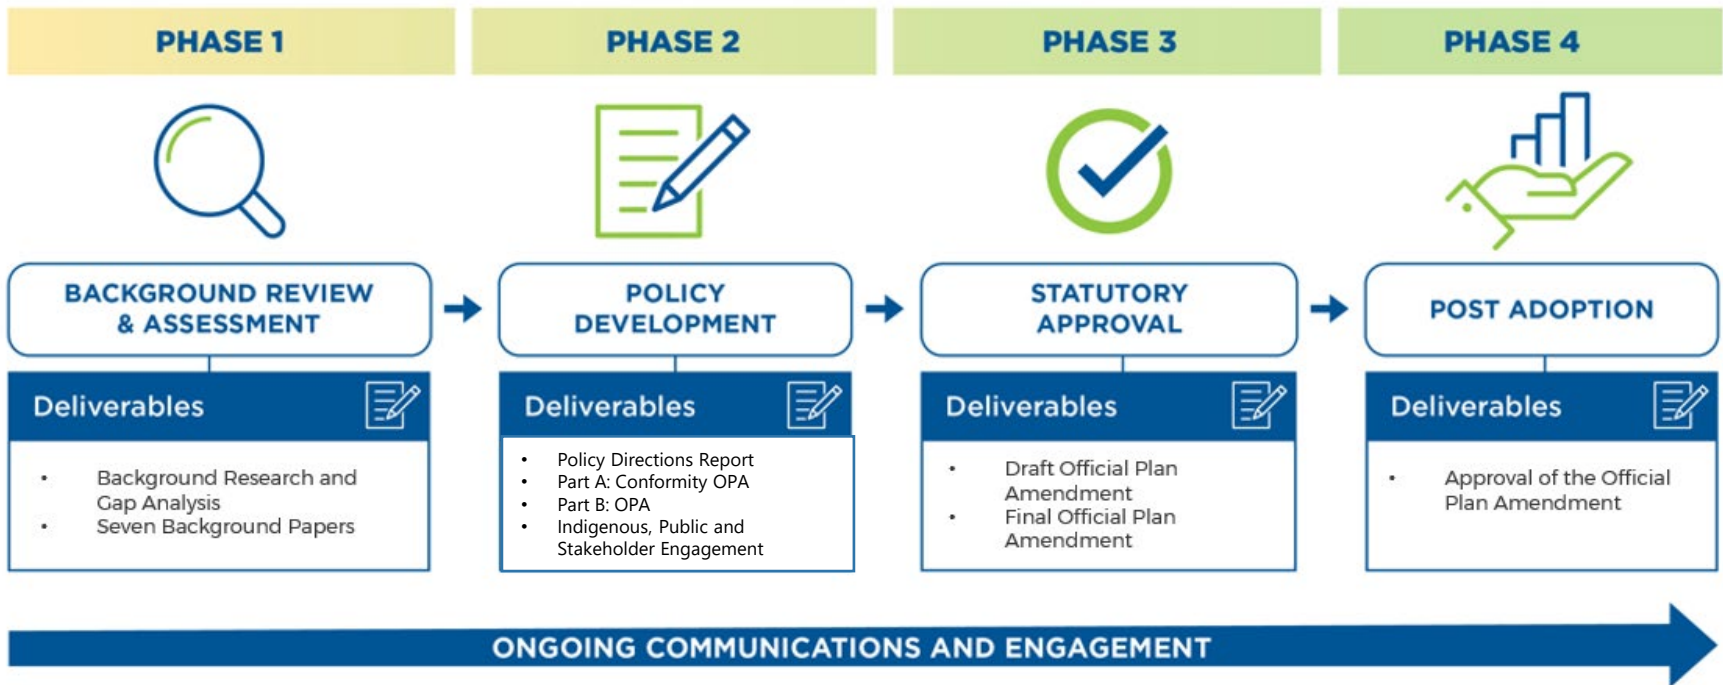 PHASE 1
PHASE 2
PHASE 3
PHASE 4
BACKGROUND REVIEW
& ASSESSMENT
POLICY
DEVELOPMENT
STATUTORY
APPROVAL
POST ADOPTION
Deliverables
• Background Research and
Gap Analysis
• Seven Background Papers
Deliverables
• Policy Directions Report
• Part A: Conformity OPA
• Part B: OPA
• Indigenous, Public and
Stakeholder Engagement
Deliverables
• Draft Official Plan
Amendment
• Final Official Plan
Amendment
Deliverables
• Approval of the Official
Plan Amendment
ONGOING COMMUNICATIONS AND ENGAGEMENT